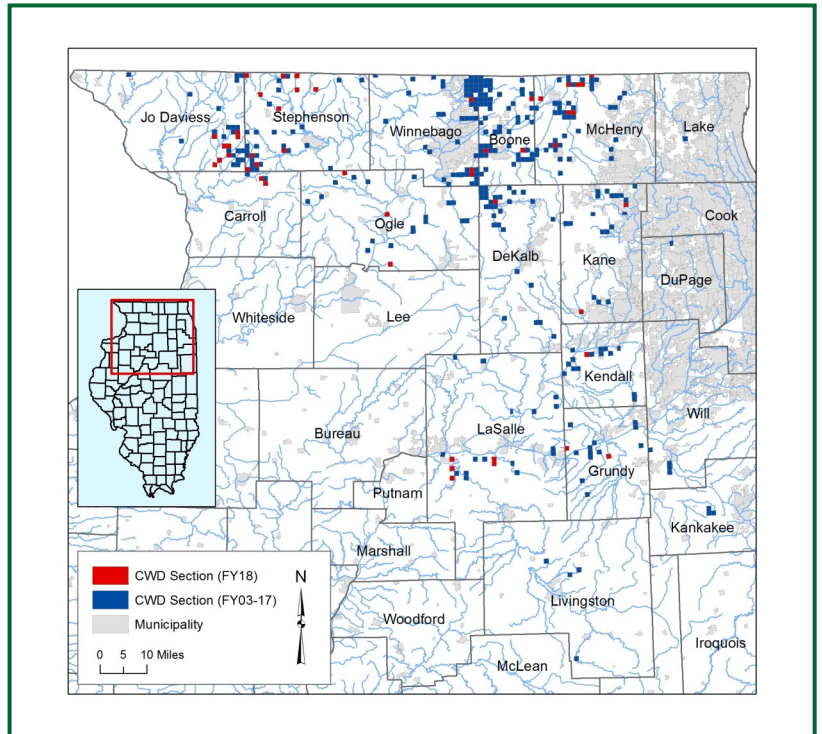 Jo Daviess
Stephenson
Winnebago
Boone
McHenry
Lake
Carroll
Ogle
DeKalb
Kane
Cook
DuPage
Whiteside
Lee
Kendall
Will
Bureau
LaSalle
Grundy
Putnam
Kankakee
Marshall
Livingston
Woodford
Iroquois
McLean
CWD Section (FY18)
CWD Section (FY03-17)
Municipality
N
0 5 10 Miles